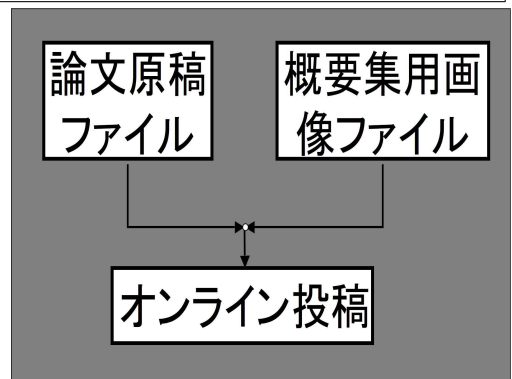 論文原稿
ファイル
概要集用画
像ファイル
オンライン投稿